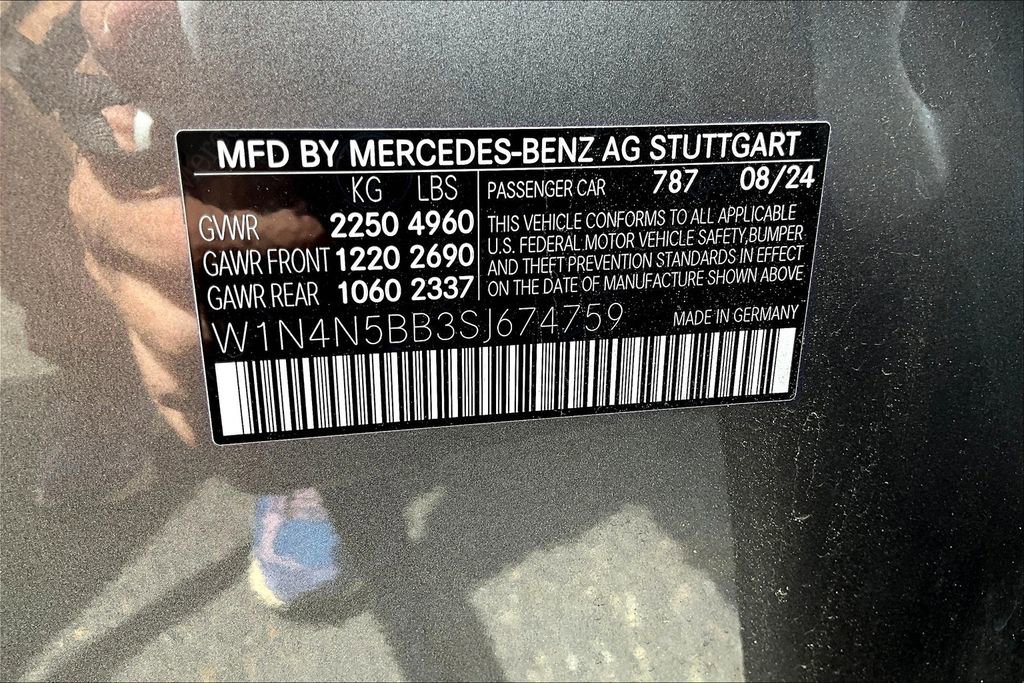 MFD BY MERCEDES-BENZ AG STUTTGART
KG LBS
GVWR 2250 4960
GAWR FRONT 1220 2690
GAWR REAR 1060 2337
PASSENGER CAR 787 08/24
THIS VEHICLE CONFORMS TO ALL APPLICABLE
U.S. FEDERAL MOTOR VEHICLE SAFETY,BUMPER
AND THEFT PREVENTION STANDARDS IN EFFECT
ON THE DATE OF MANUFACTURE SHOWN ABOVE
W1N4N5BB3SJ674759
MADE IN GERMANY